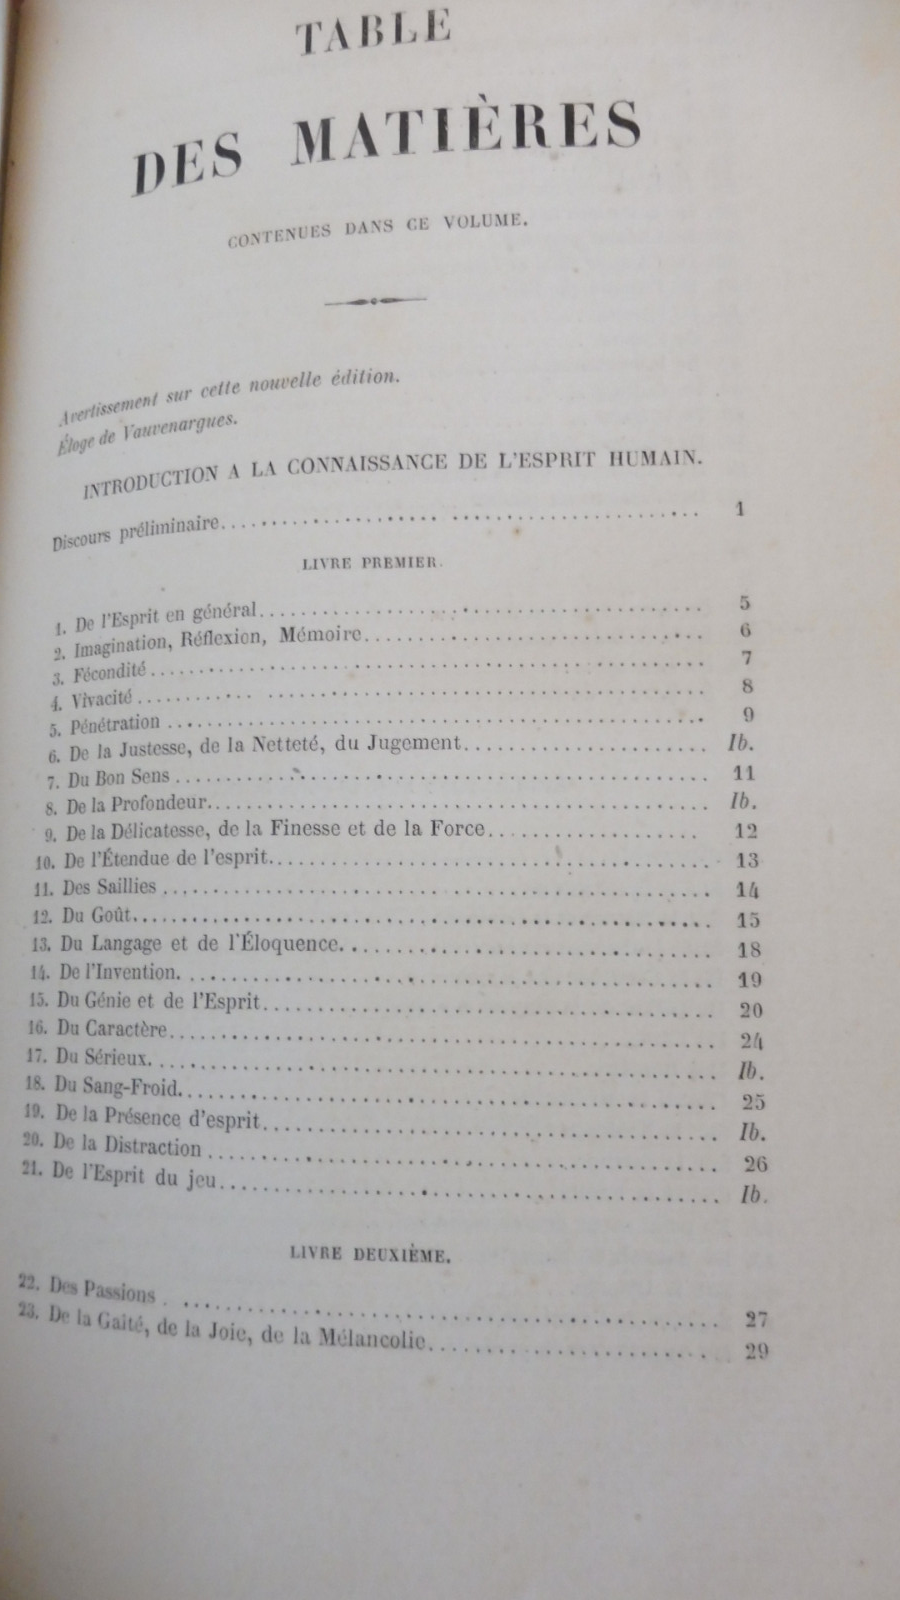 TABLE
DES MATIÈRES
CONTENUES DANS CE VOLUME.
Avertissement sur cette nouvelle édition.
Éloge de Vauvenargues.
INTRODUCTION A LA CONNAISSANCE DE L'ESPRIT HUMAIN.
Discours préliminaire. . . . . . . . . . 1
LIVRE PREMIER.
1. De l'Esprit en général. . . . . . . . . . 5
2. Imagination, Réflexion, Mémoire. . . . . . . . . . 6
3. Fécondité . . . . . . . . . . 7
4. Vivacité . . . . . . . . . . 8
5. Pénétration . . . . . . . . . . 9
6. De la Justesse, de la Netteté, du Jugement. . . . . . . . . . Ib.
7. Du Bon Sens . . . . . . . . . . 11
8. De la Profondeur. . . . . . . . . . Ib.
9. De la Délicatesse, de la Finesse et de la Force. . . . . . . . . . 12
10. De l'Étendue de l'esprit. . . . . . . . . . 13
11. Des Saillies . . . . . . . . . . 14
12. Du Goût. . . . . . . . . . 15
13. Du Langage et de l'Éloquence. . . . . . . . . . 18
14. De l'Invention. . . . . . . . . . 19
15. Du Génie et de l'Esprit. . . . . . . . . . 20
16. Du Caractère. . . . . . . . . . 24
17. Du Sérieux. . . . . . . . . . Ib.
18. Du Sang-Froid. . . . . . . . . . 25
19. De la Présence d'esprit. . . . . . . . . . Ib.
20. De la Distraction . . . . . . . . . . 26
21. De l'Esprit du jeu. . . . . . . . . . Ib.
LIVRE DEUXIÈME.
22. Des Passions . . . . . . . . . . 27
23. De la Gaité, de la Joie, de la Mélancolie. . . . . . . . . . 29